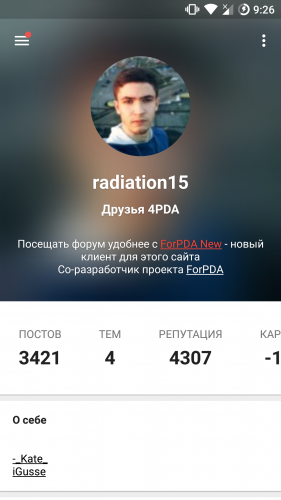 9:26
radiation15
Друзья 4PDA
Посещать форум удобнее с ForPDA New - новый
клиент для этого сайта
Со-разработчик проекта ForPDA
ПОСТОВ ТЕМ РЕПУТАЦИЯ КАР
3421 4 4307 -1
О себе
-_Kate_
iGusse